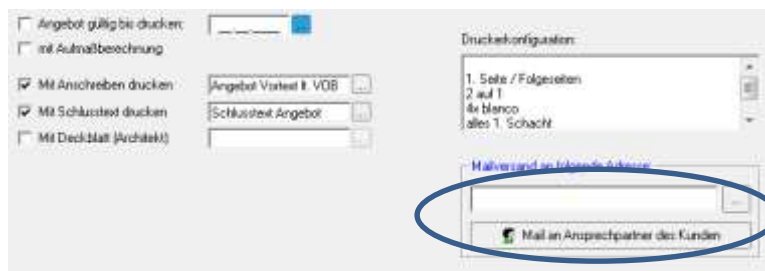 Angebot gültig bis drucken:
...
mit Aufmaßberechnung
Mit Anschreiben drucken
Angebot Vortext lt. VOB
...
Mit Schlusstext drucken
Schlusstext Angebot
...
Mit Deckblatt (Architekt)
...
Druckerkonfiguration:
1. Seite / Folgeseiten
2 auf 1
4x blanco
alles 1. Schacht
Mailversand an folgende Adresse
...
Mail an Ansprechpartner des Kunden